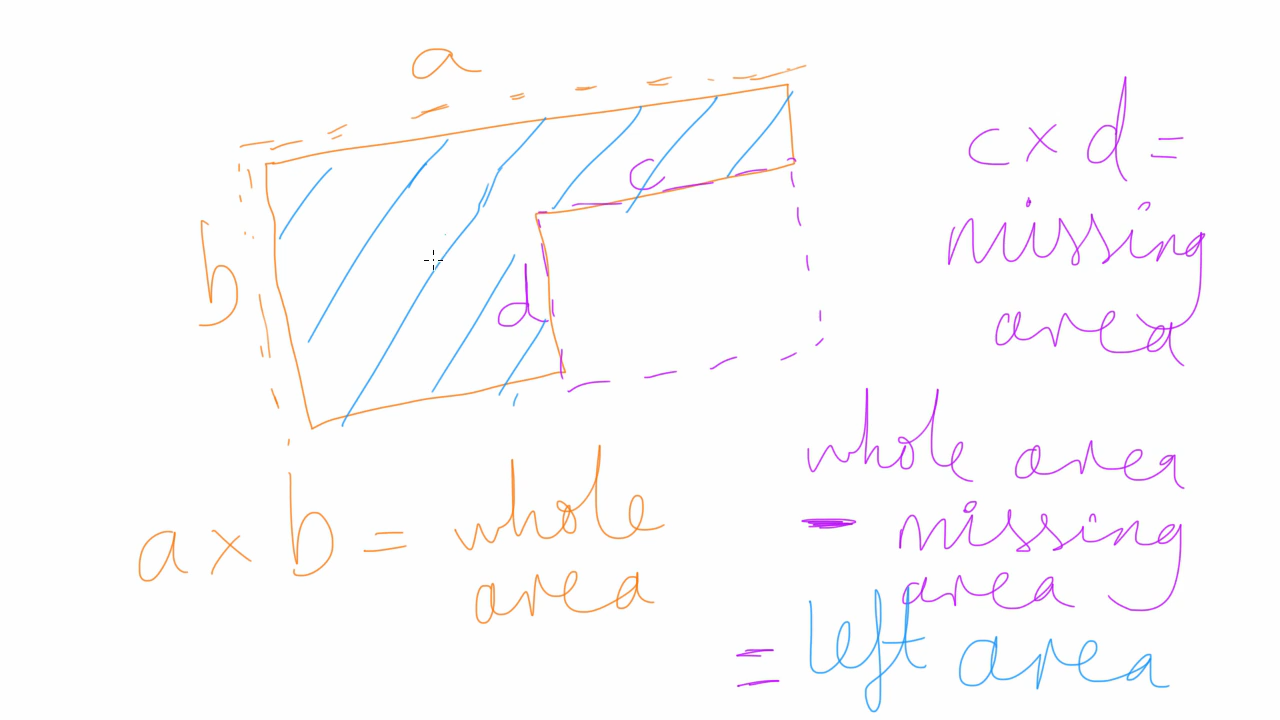 a
b
c
d
a x b = whole
area
c x d =
missing
area
whole area
- missing
area
= left area